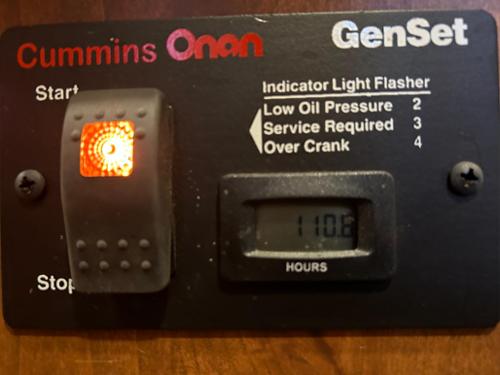 Cummins Onan
GenSet
Start
Indicator Light Flasher
Low Oil Pressure 2
Service Required 3
Over Crank 4
110.6
HOURS
Stop